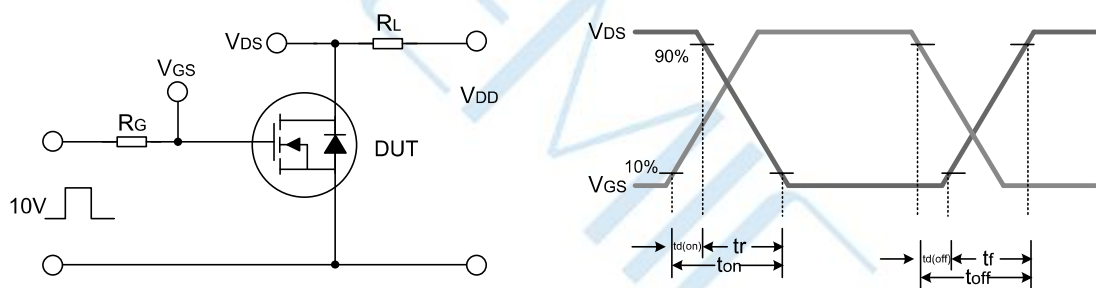 VDS
RL
VGS
VDD
RG
DUT
10V
VDS
90%
10%
VGS
td(on)
tr
ton
td(off)
tf
toff